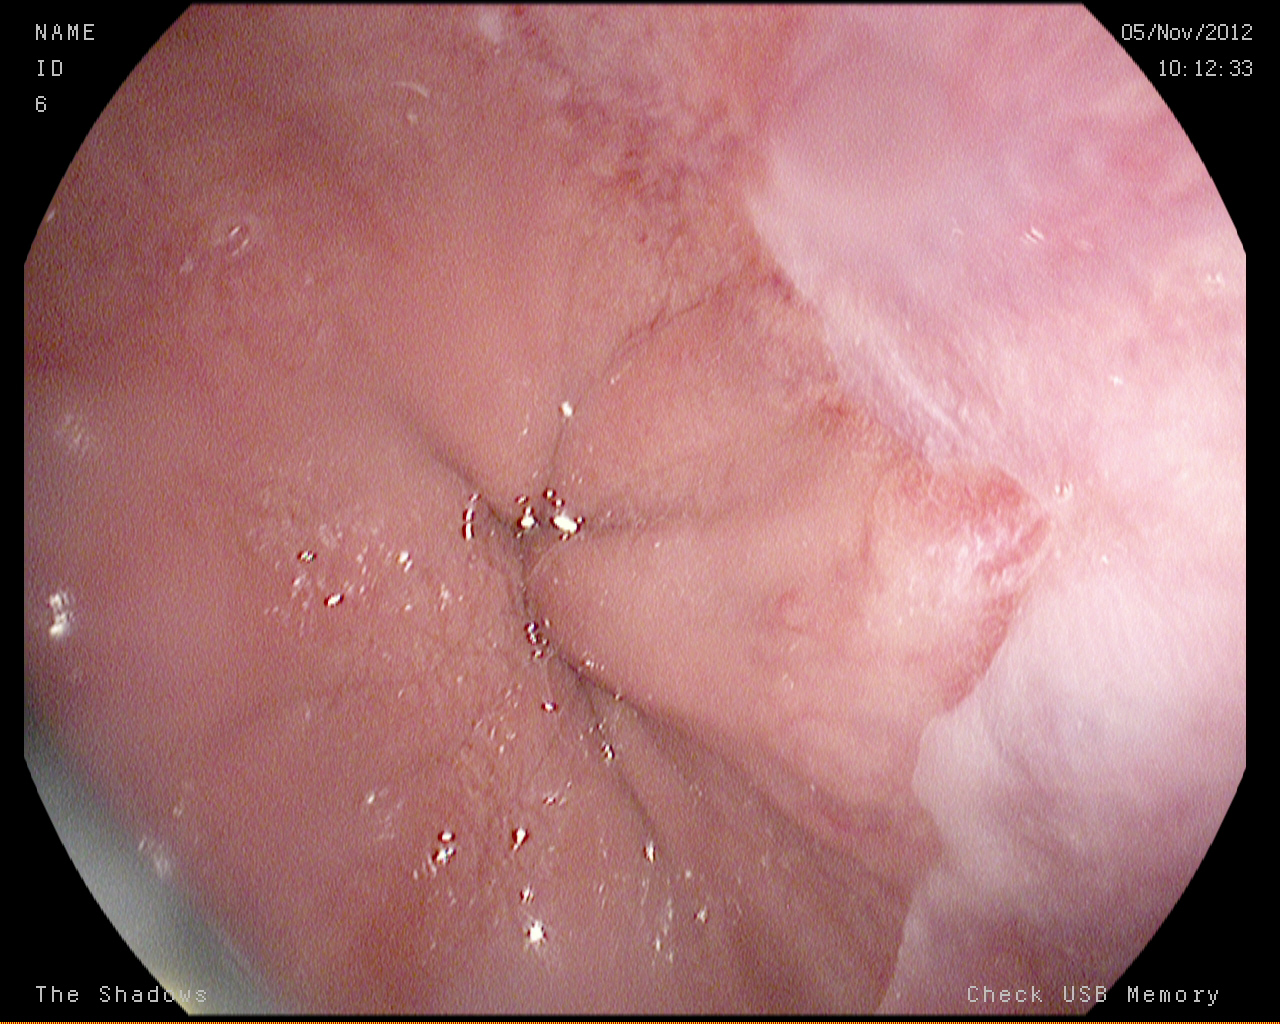 NAME
ID
6
05/Nov/2012
10:12:33
The Shadows
Check USB Memory